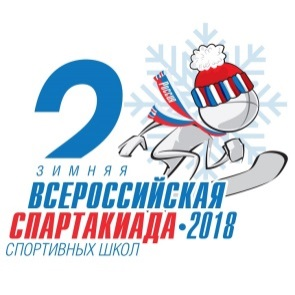 2
ЗИМНЯЯ
ВСЕРОССИЙСКАЯ
СПАРТАКИАДА•2018
СПОРТИВНЫХ ШКОЛ
Россия